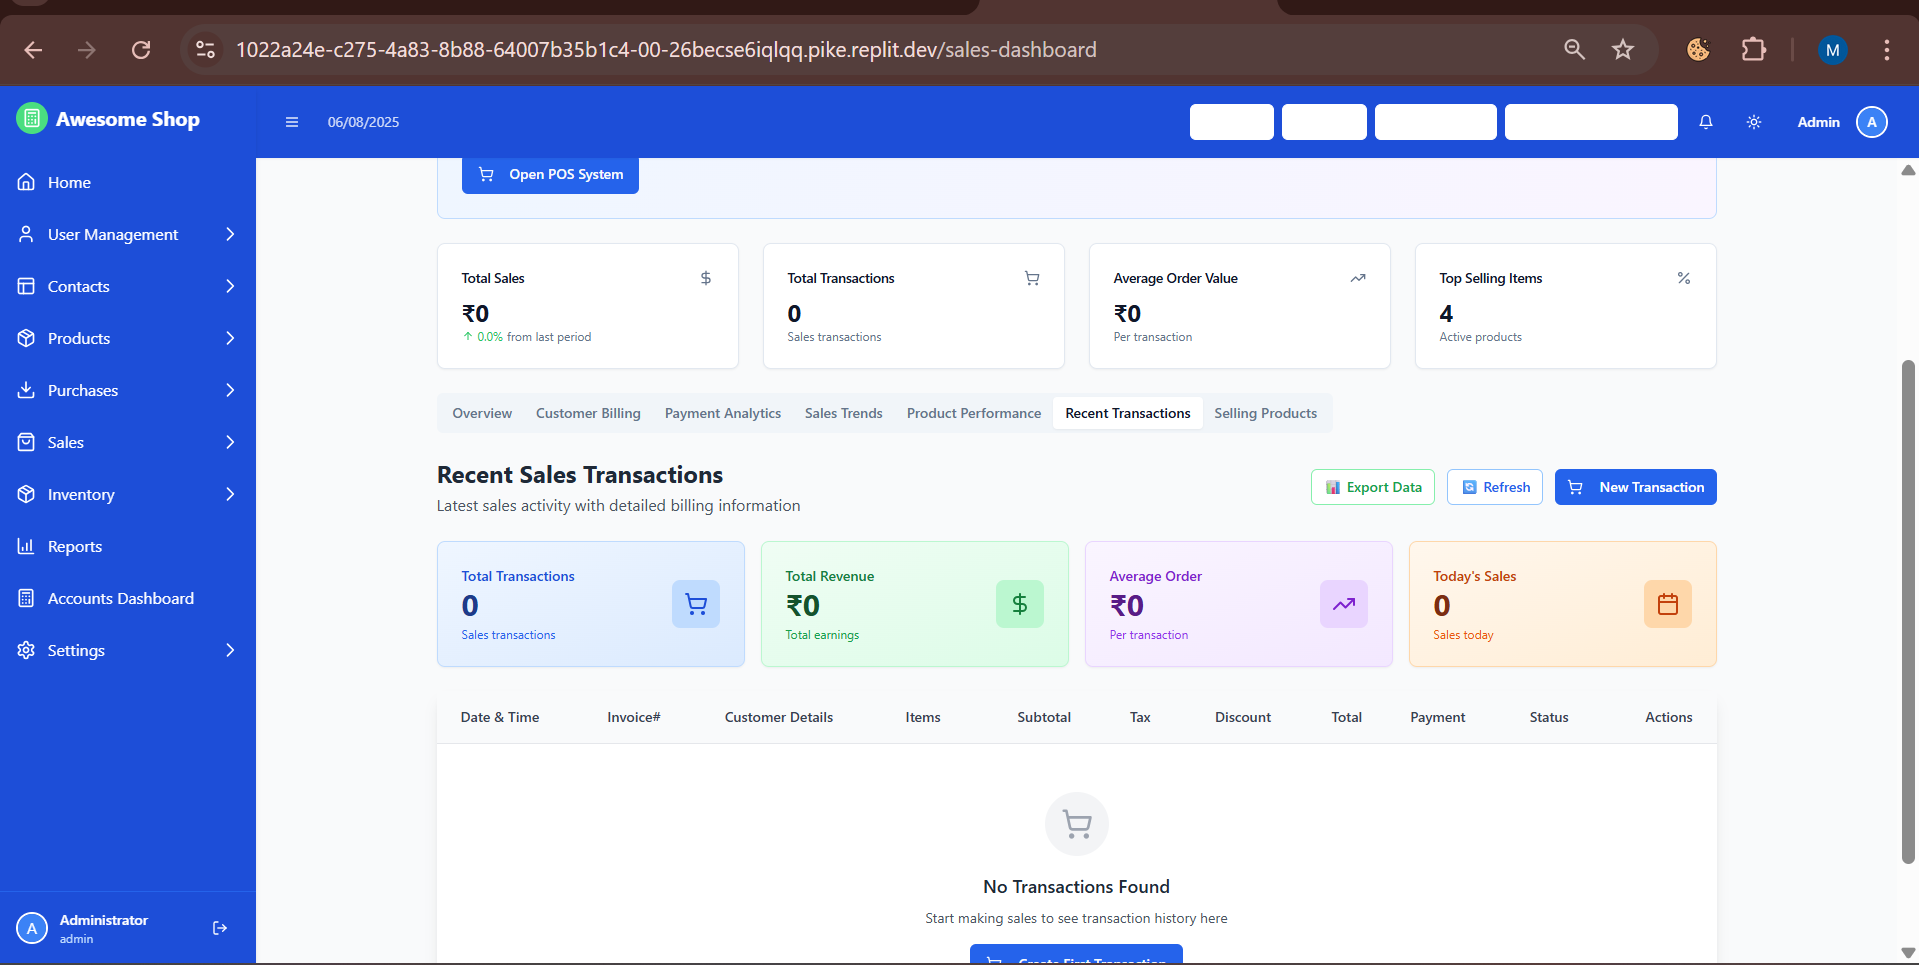 1022a24e-c275-4a83-8b88-64007b35b1c4-00-26becse6iqlqq.pike.replit.dev/sales-dashboard
M
Awesome Shop
06/08/2025
Admin
A
Home
User Management
Contacts
Products
Purchases
Sales
Inventory
Reports
Accounts Dashboard
Settings
A
Administrator
admin
Open POS System
Total Sales
₹0
0.0% from last period
Total Transactions
0
Sales transactions
Average Order Value
₹0
Per transaction
Top Selling Items
4
Active products
Overview Customer Billing Payment Analytics Sales Trends Product Performance Recent Transactions Selling Products
Recent Sales Transactions
Latest sales activity with detailed billing information
Export Data
Refresh
New Transaction
Total Transactions
0
Sales transactions
Total Revenue
₹0
Total earnings
Average Order
₹0
Per transaction
Today's Sales
0
Sales today
Date & Time Invoice# Customer Details Items Subtotal Tax Discount Total Payment Status Actions
No Transactions Found
Start making sales to see transaction history here
Create First Transaction